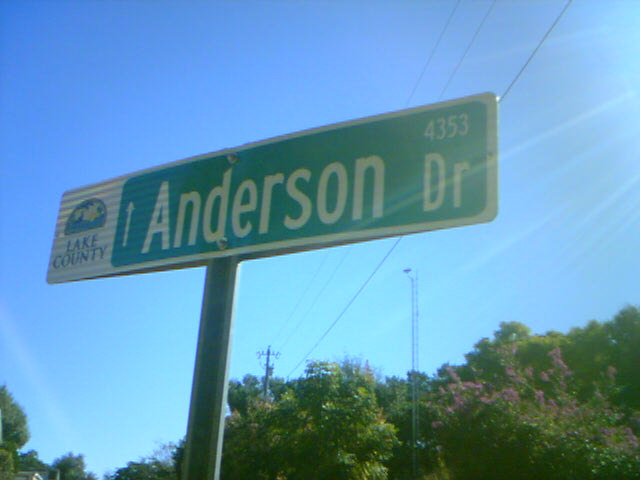 4353
↑ Anderson Dr
LAKE
COUNTY